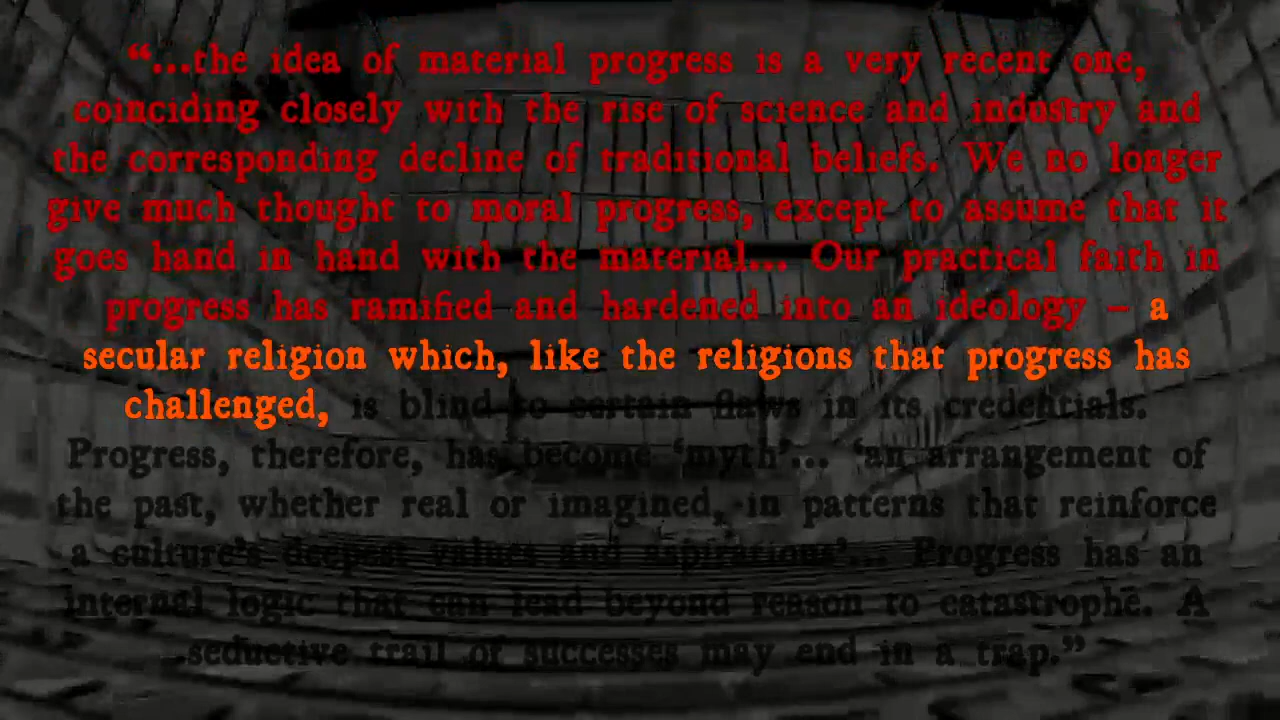 “...the idea of material progress is a very recent one,
coinciding closely with the rise of science and industry and
the corresponding decline of traditional beliefs. We no longer
give much thought to moral progress, except to assume that it
goes hand in hand with the material... Our practical faith in
progress has ramified and hardened into an ideology – a
secular religion which, like the religions that progress has
challenged, is blind to certain flaws in its credentials.
Progress, therefore, has become ‘myth’... ‘an arrangement of
the past, whether real or imagined, in patterns that reinforce
a culture’s deepest values and aspirations’... Progress has an
internal logic that can lead beyond reason to catastrophe. A
seductive trail of successes may end in a trap.”